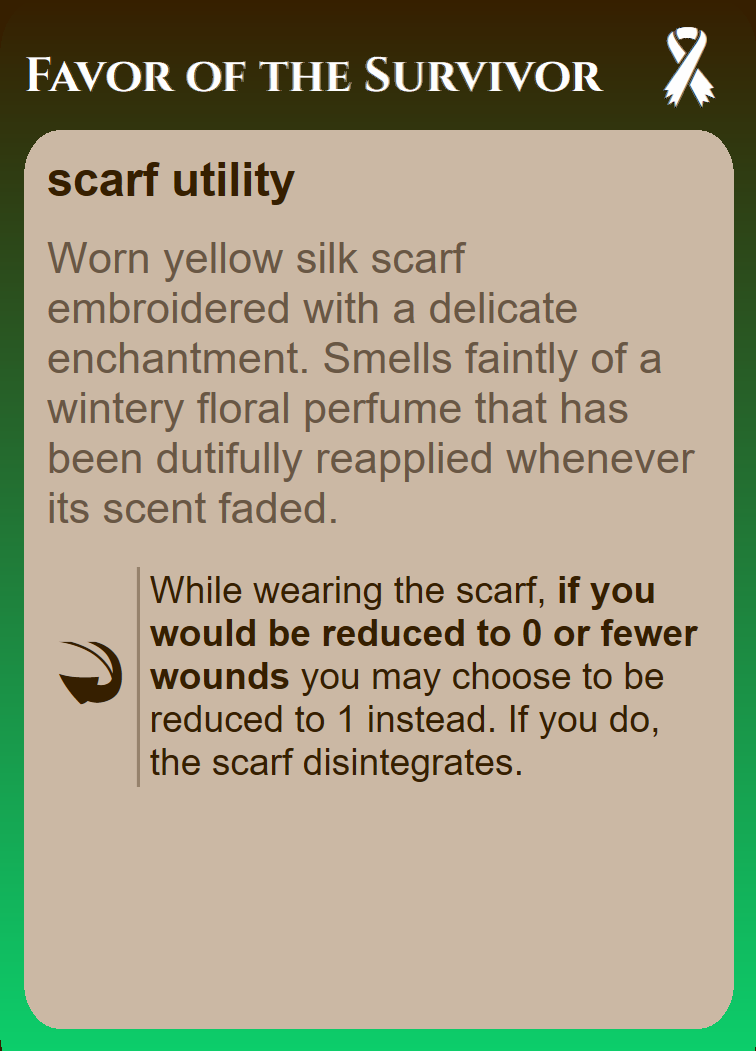 Favor of the Survivor
scarf utility
Worn yellow silk scarf
embroidered with a delicate
enchantment. Smells faintly of a
wintery floral perfume that has
been dutifully reapplied whenever
its scent faded.
While wearing the scarf, if you
would be reduced to 0 or fewer
wounds you may choose to be
reduced to 1 instead. If you do,
the scarf disintegrates.